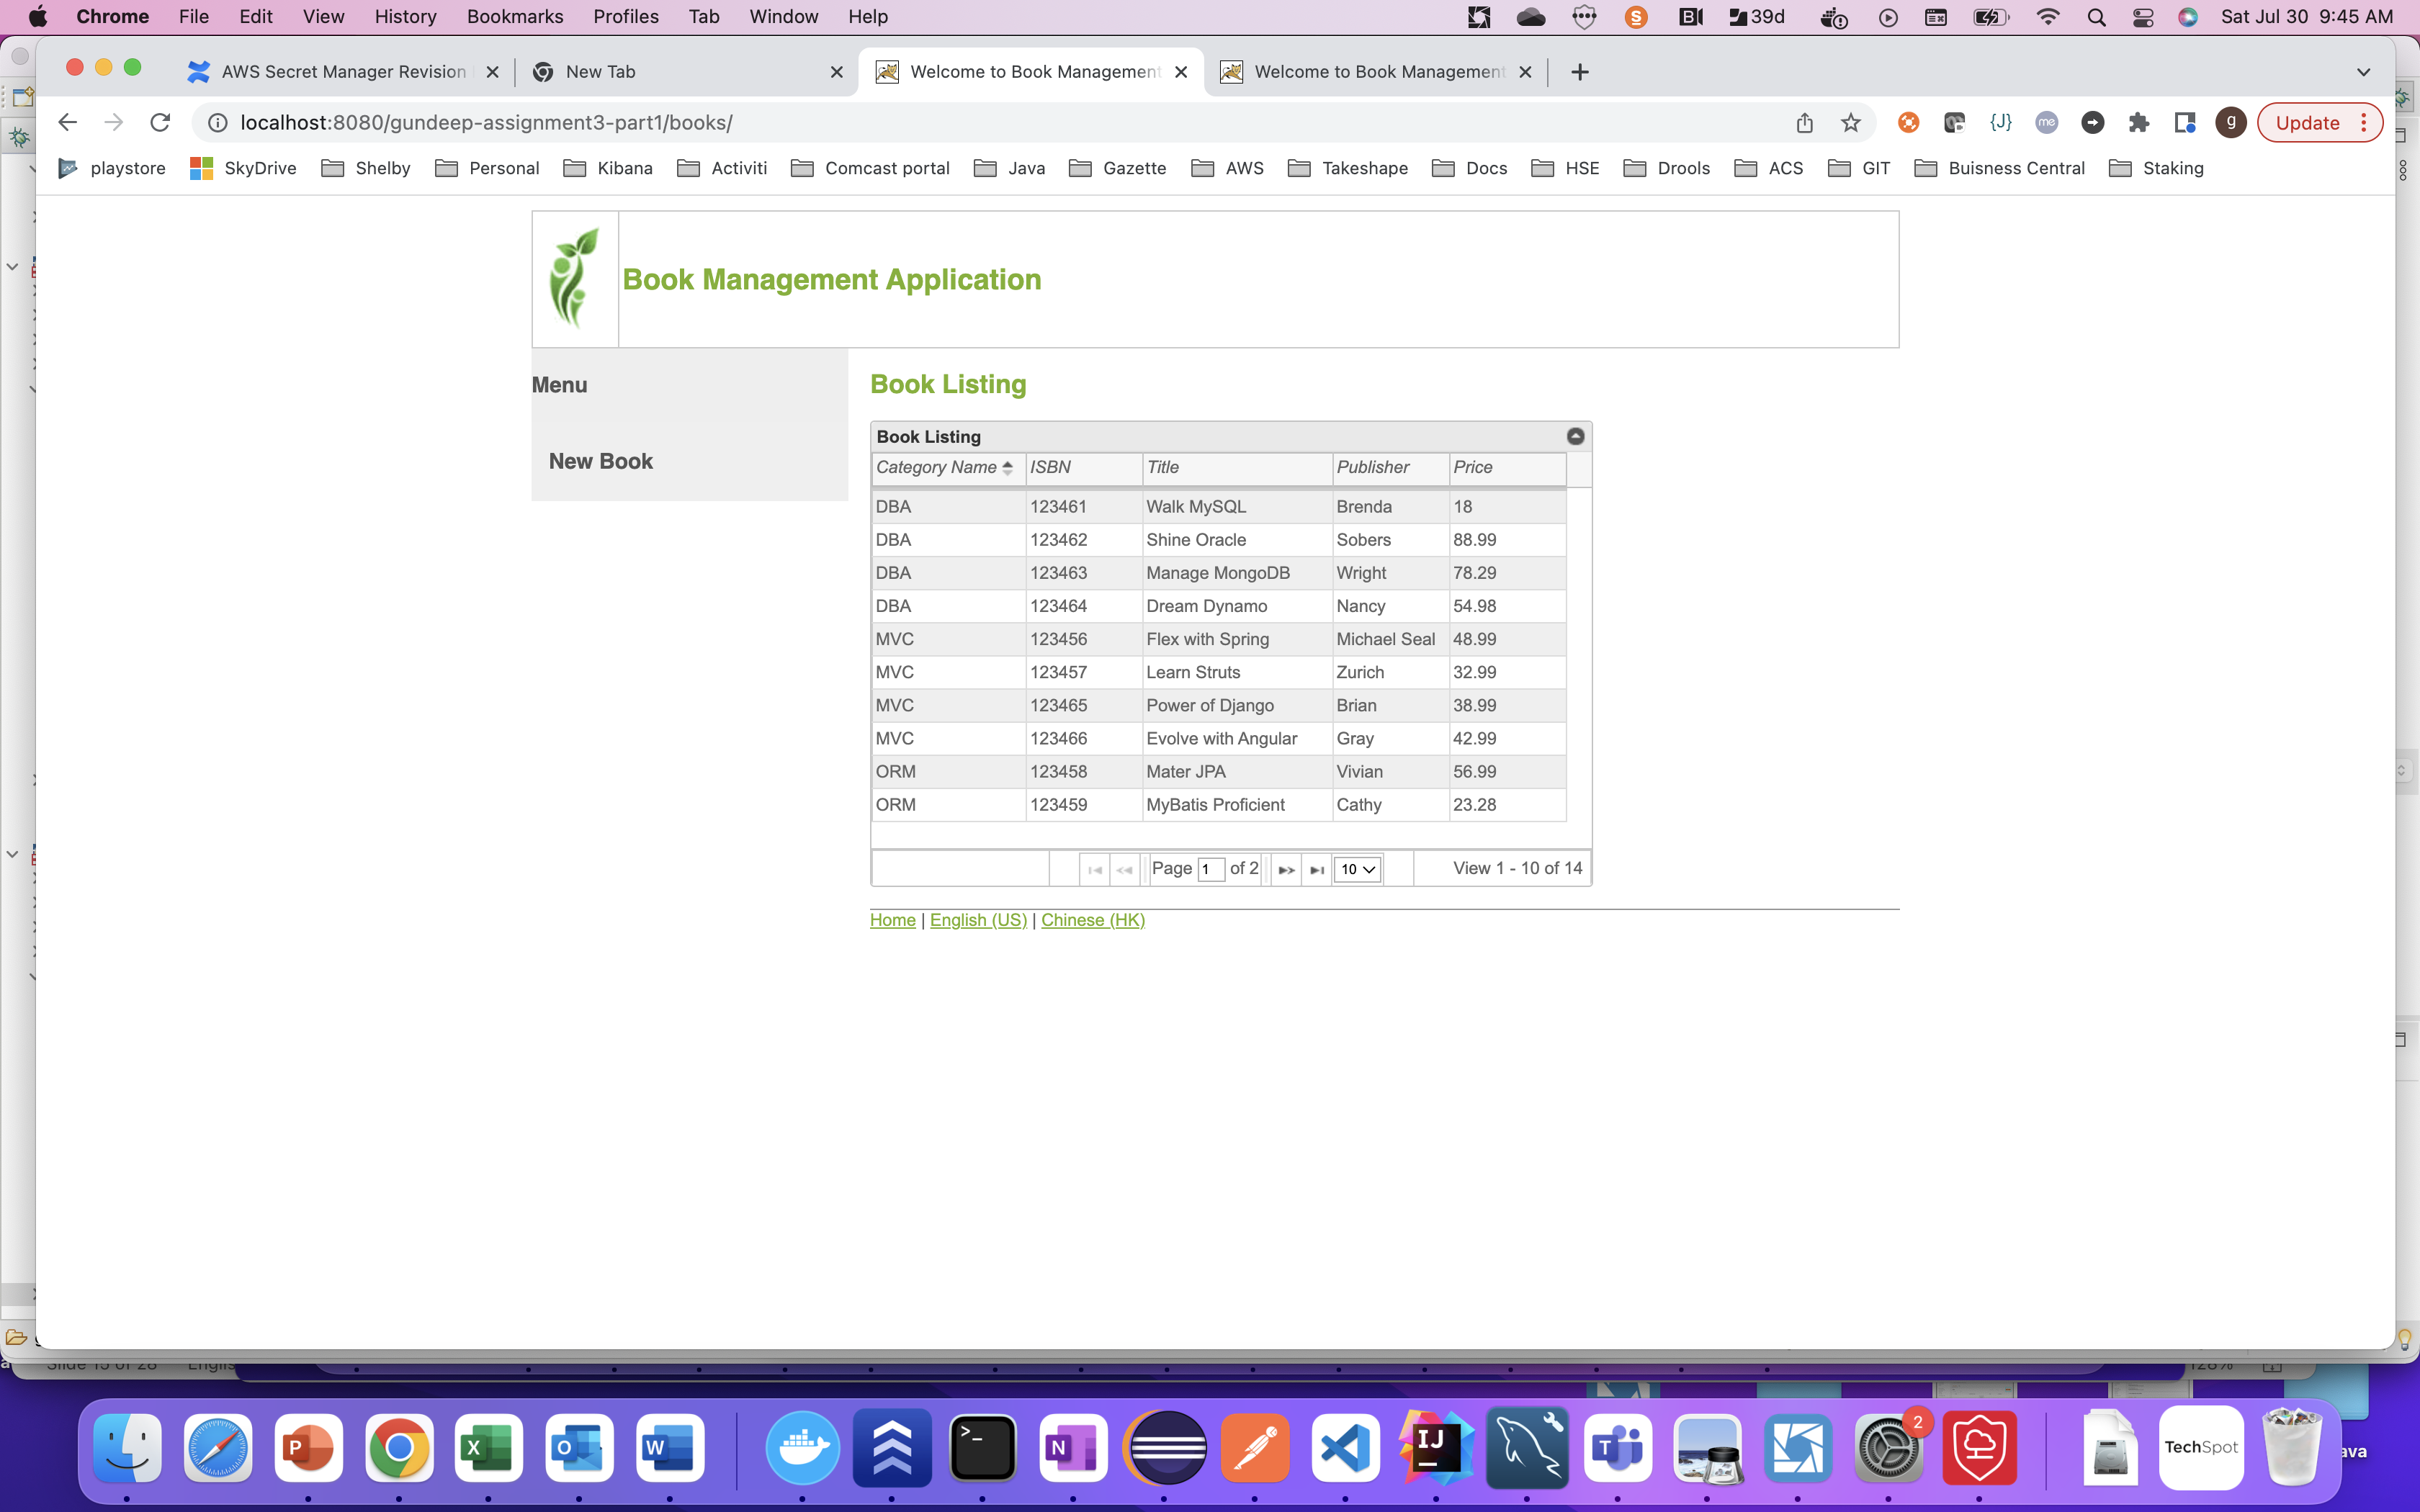 Chrome File Edit View History Bookmarks Profiles Tab Window Help 39d Sat Jul 30 9:45 AM
AWS Secret Manager Revision New Tab Welcome to Book Management Welcome to Book Management
localhost:8080/gundeep-assignment3-part1/books/ {J} me g Update
playstore SkyDrive Shelby Personal Kibana Activiti Comcast portal Java Gazette AWS Takeshape Docs HSE Drools ACS GIT Buisness Central Staking
Book Management Application
Menu
New Book
Book Listing
Book Listing
Category Name ISBN Title Publisher Price
DBA 123461 Walk MySQL Brenda 18
DBA 123462 Shine Oracle Sobers 88.99
DBA 123463 Manage MongoDB Wright 78.29
DBA 123464 Dream Dynamo Nancy 54.98
MVC 123456 Flex with Spring Michael Seal 48.99
MVC 123457 Learn Struts Zurich 32.99
MVC 123465 Power of Django Brian 38.99
MVC 123466 Evolve with Angular Gray 42.99
ORM 123458 Mater JPA Vivian 56.99
ORM 123459 MyBatis Proficient Cathy 23.28
Page 1 of 2 10 View 1 - 10 of 14
Home | English (US) | Chinese (HK)
Slide 15 of 28 128%
P X O W >_ N IJ T 2 TechSpot ava